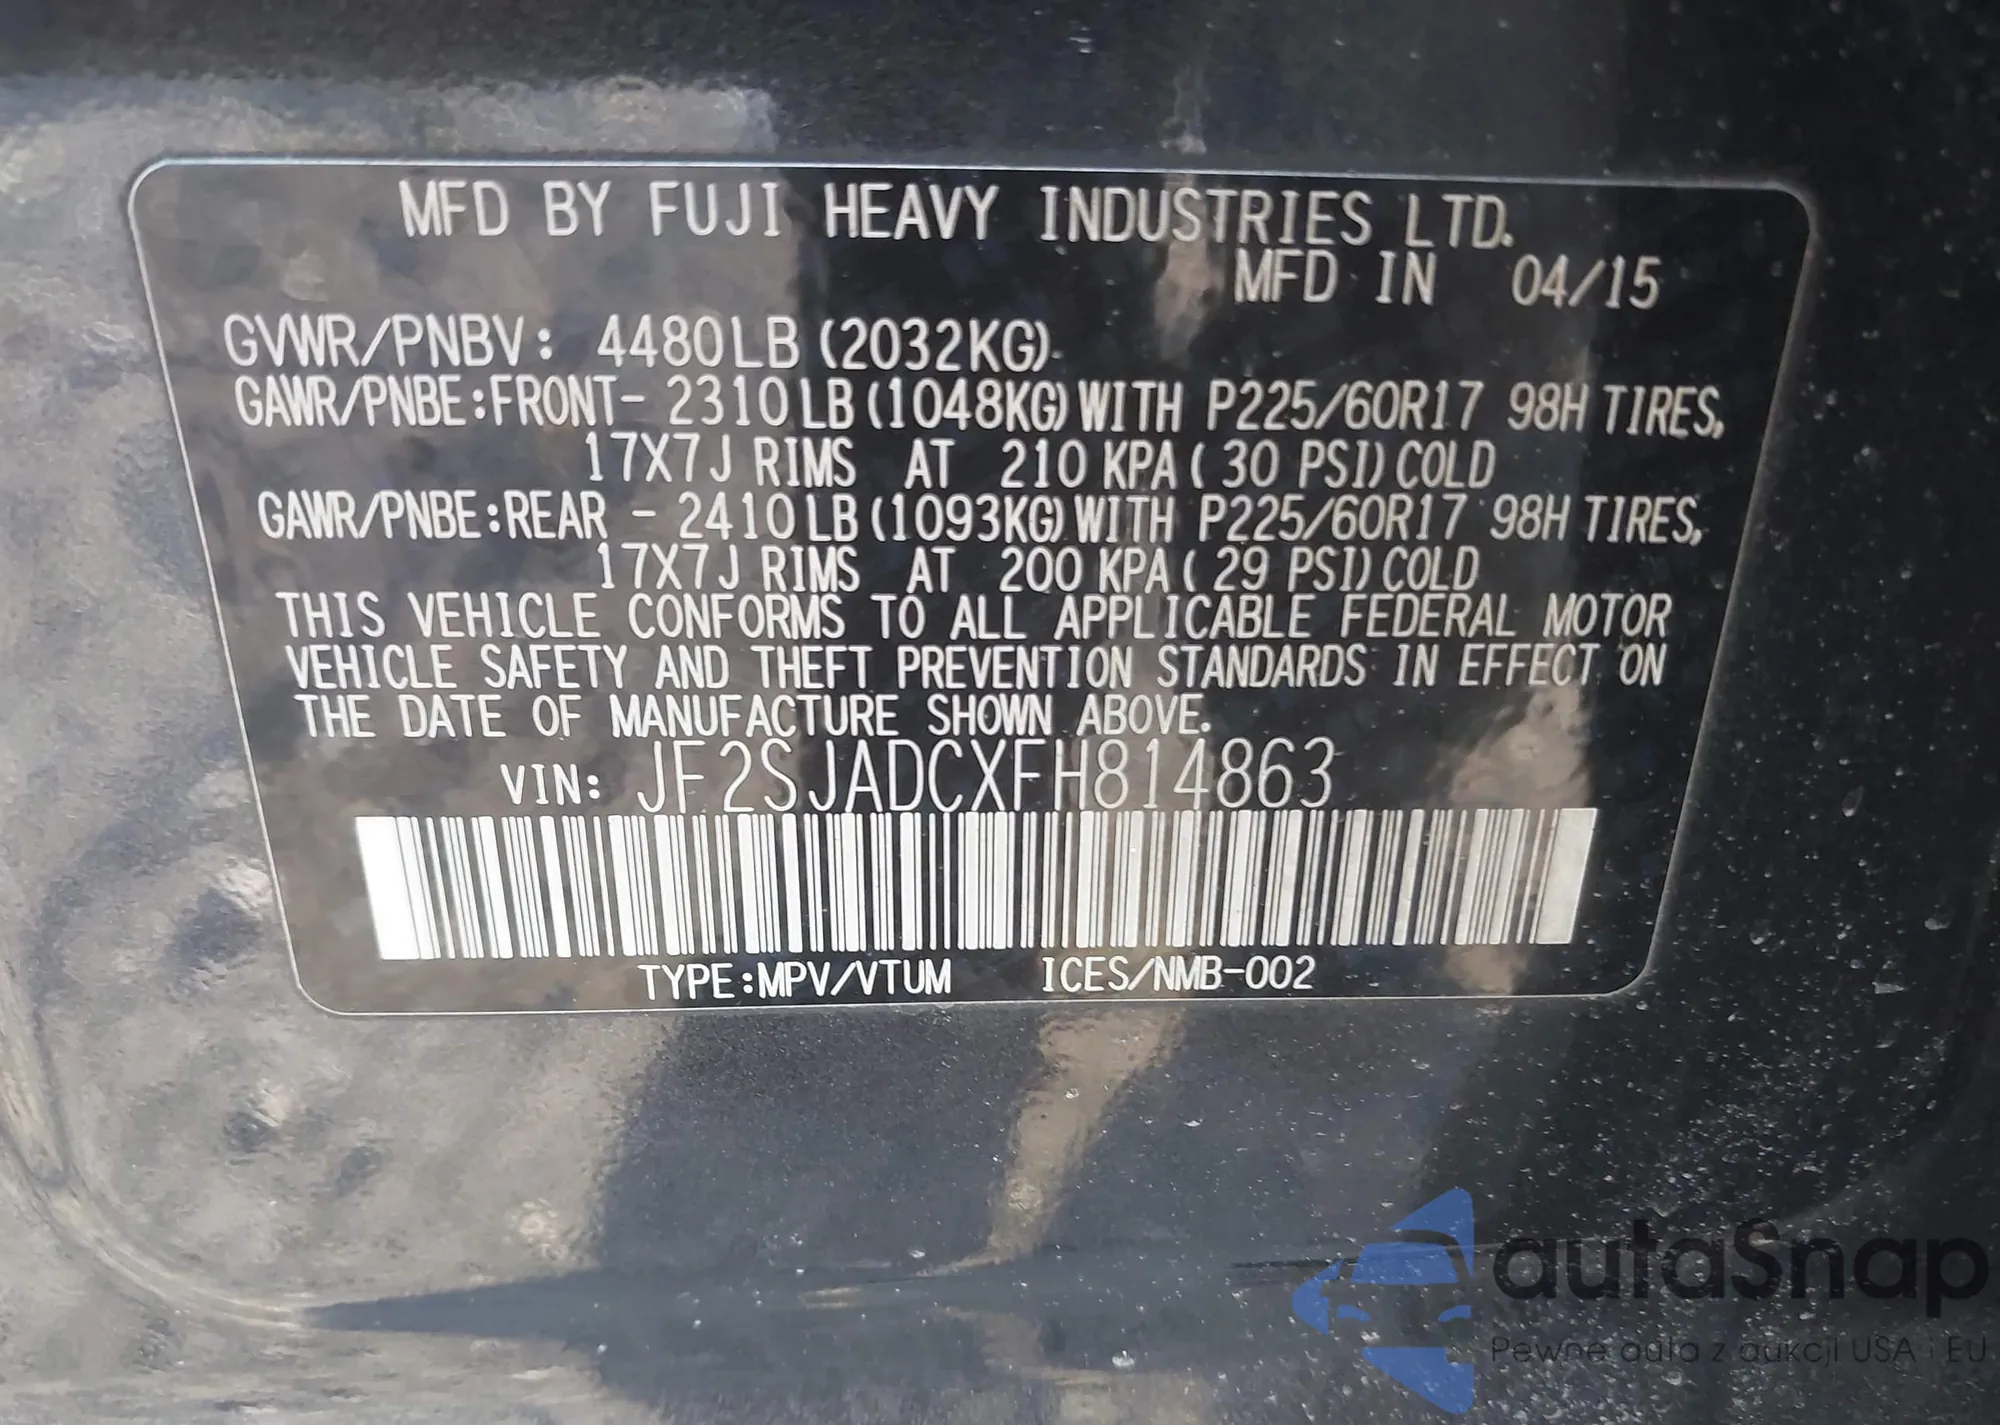 MFD BY FUJI HEAVY INDUSTRIES LTD.
MFD IN 04/15
GVWR/PNBV: 4480LB (2032KG)
GAWR/PNBE:FRONT- 2310LB(1048KG)WITH P225/60R17 98H TIRES,
17X7J RIMS AT 210 KPA( 30 PSI)COLD
GAWR/PNBE:REAR - 2410LB(1093KG)WITH P225/60R17 98H TIRES,
17X7J RIMS AT 200 KPA( 29 PSI)COLD
THIS VEHICLE CONFORMS TO ALL APPLICABLE FEDERAL MOTOR
VEHICLE SAFETY AND THEFT PREVENTION STANDARDS IN EFFECT ON
THE DATE OF MANUFACTURE SHOWN ABOVE.
VIN: JF2SJADCXFH814863
TYPE:MPV/VTUM ICES/NMB-002
autaSnap
Pewne auta z aukcji USA i EU